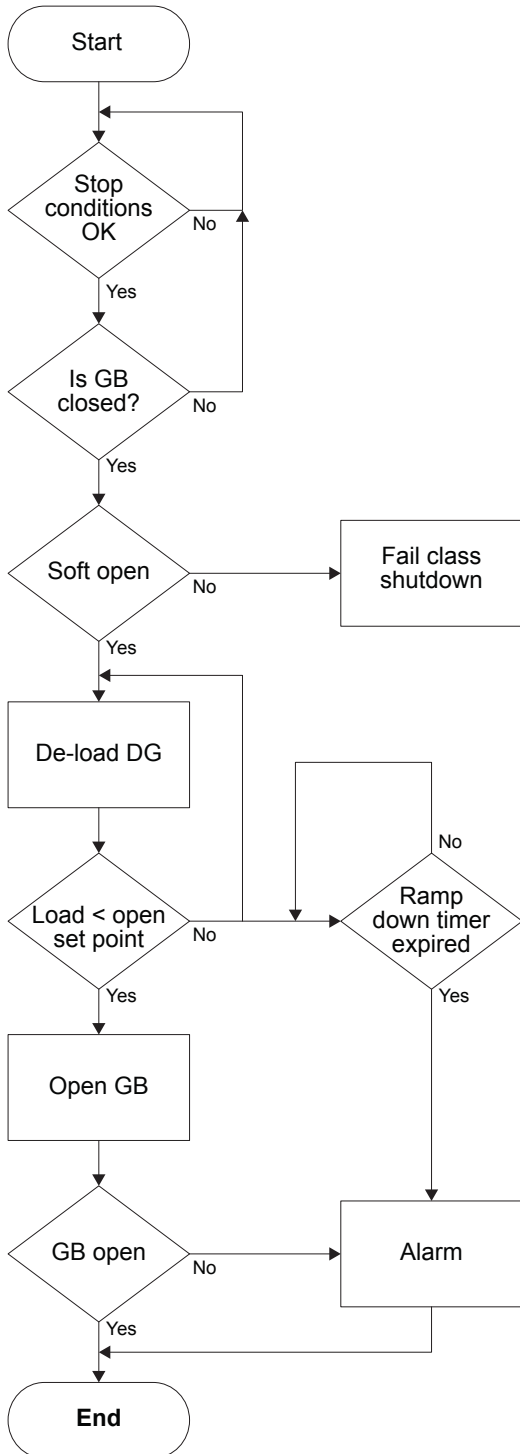 Start
Stop
conditions
OK
No
Yes
Is GB
closed?
No
Yes
Soft open
No
Fail class
shutdown
Yes
De-load DG
No
Load < open
set point
No
Ramp
down timer
expired
Yes
Yes
Open GB
GB open
No
Alarm
Yes
End